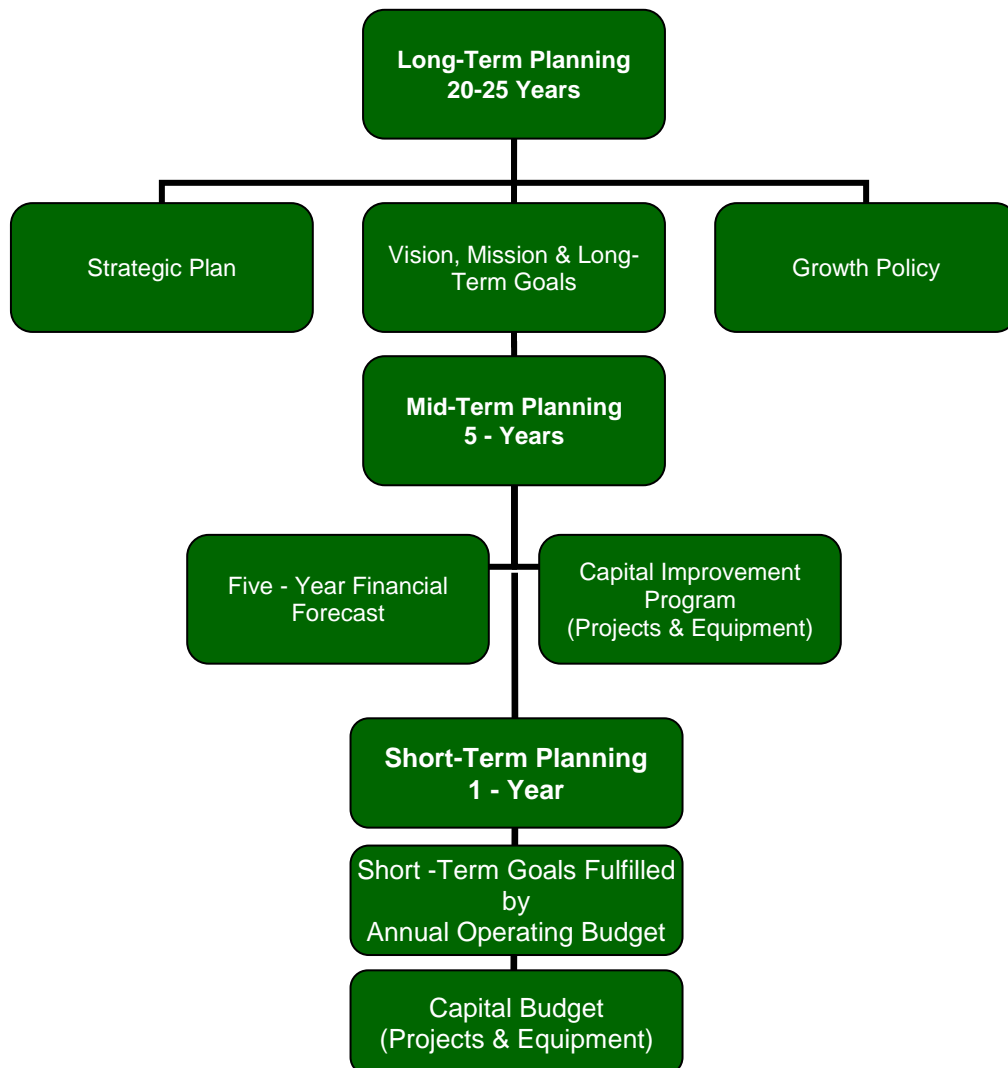 Long-Term Planning
20-25 Years
Strategic Plan
Vision, Mission & Long-
Term Goals
Growth Policy
Mid-Term Planning
5 - Years
Five - Year Financial
Forecast
Capital Improvement
Program
(Projects & Equipment)
Short-Term Planning
1 - Year
Short -Term Goals Fulfilled
by
Annual Operating Budget
Capital Budget
(Projects & Equipment)